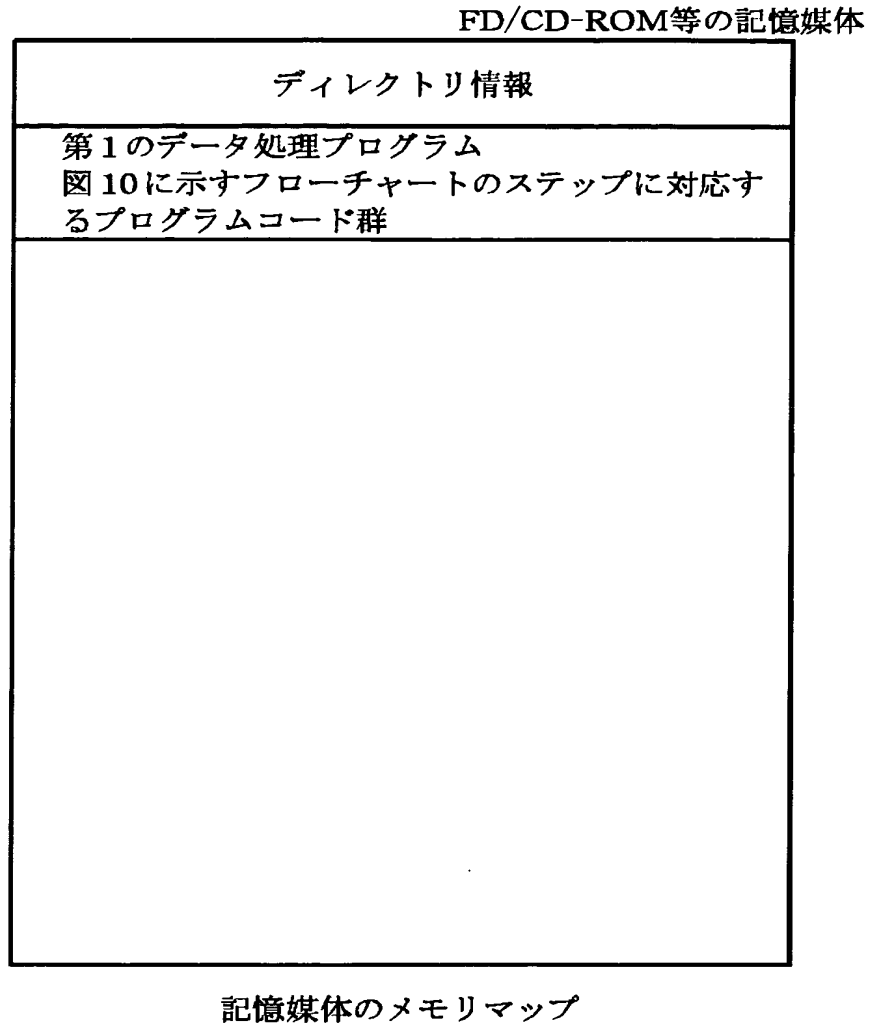 FD/CD-ROM等の記憶媒体
ディレクトリ情報
第1のデータ処理プログラム
図10に示すフローチャートのステップに対応す
るプログラムコード群
記憶媒体のメモリマップ